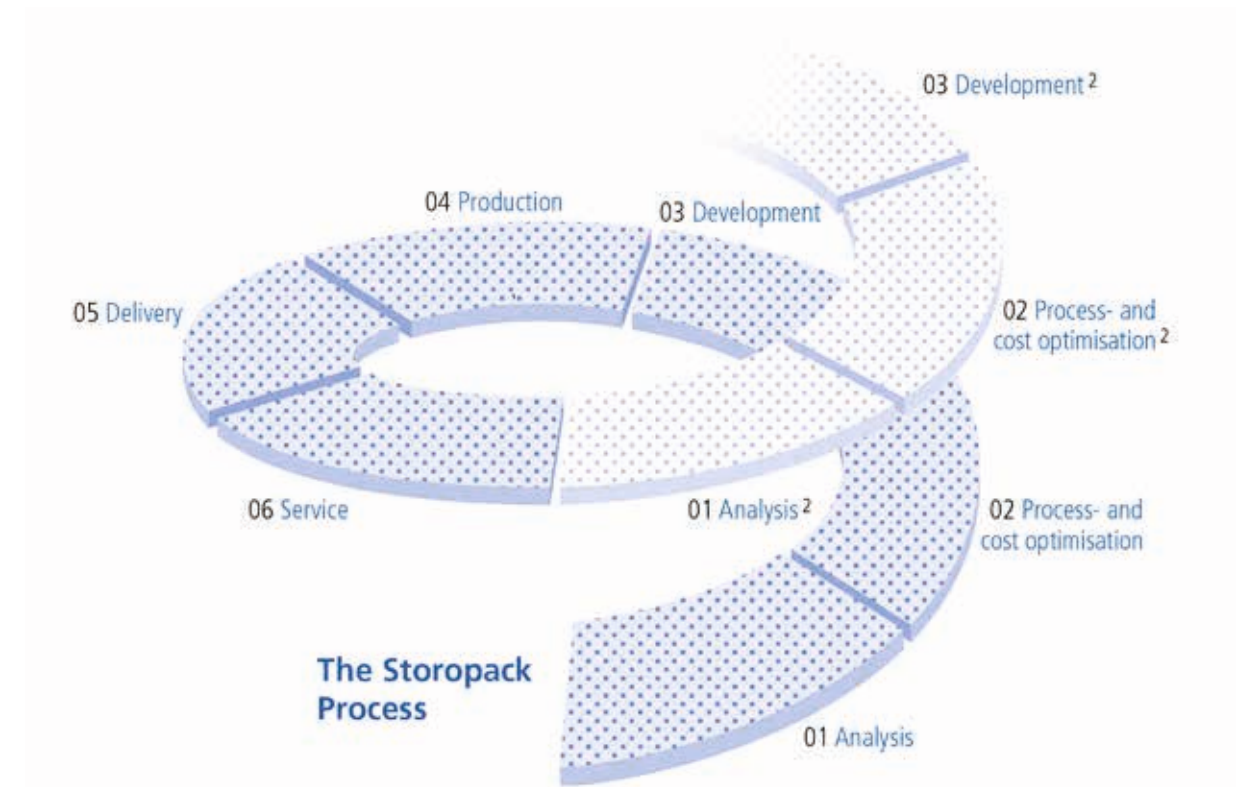 03 Development 2
04 Production
03 Development
05 Delivery
02 Process- and
cost optimisation 2
06 Service
01 Analysis 2
02 Process- and
cost optimisation
The Storopack
Process
01 Analysis